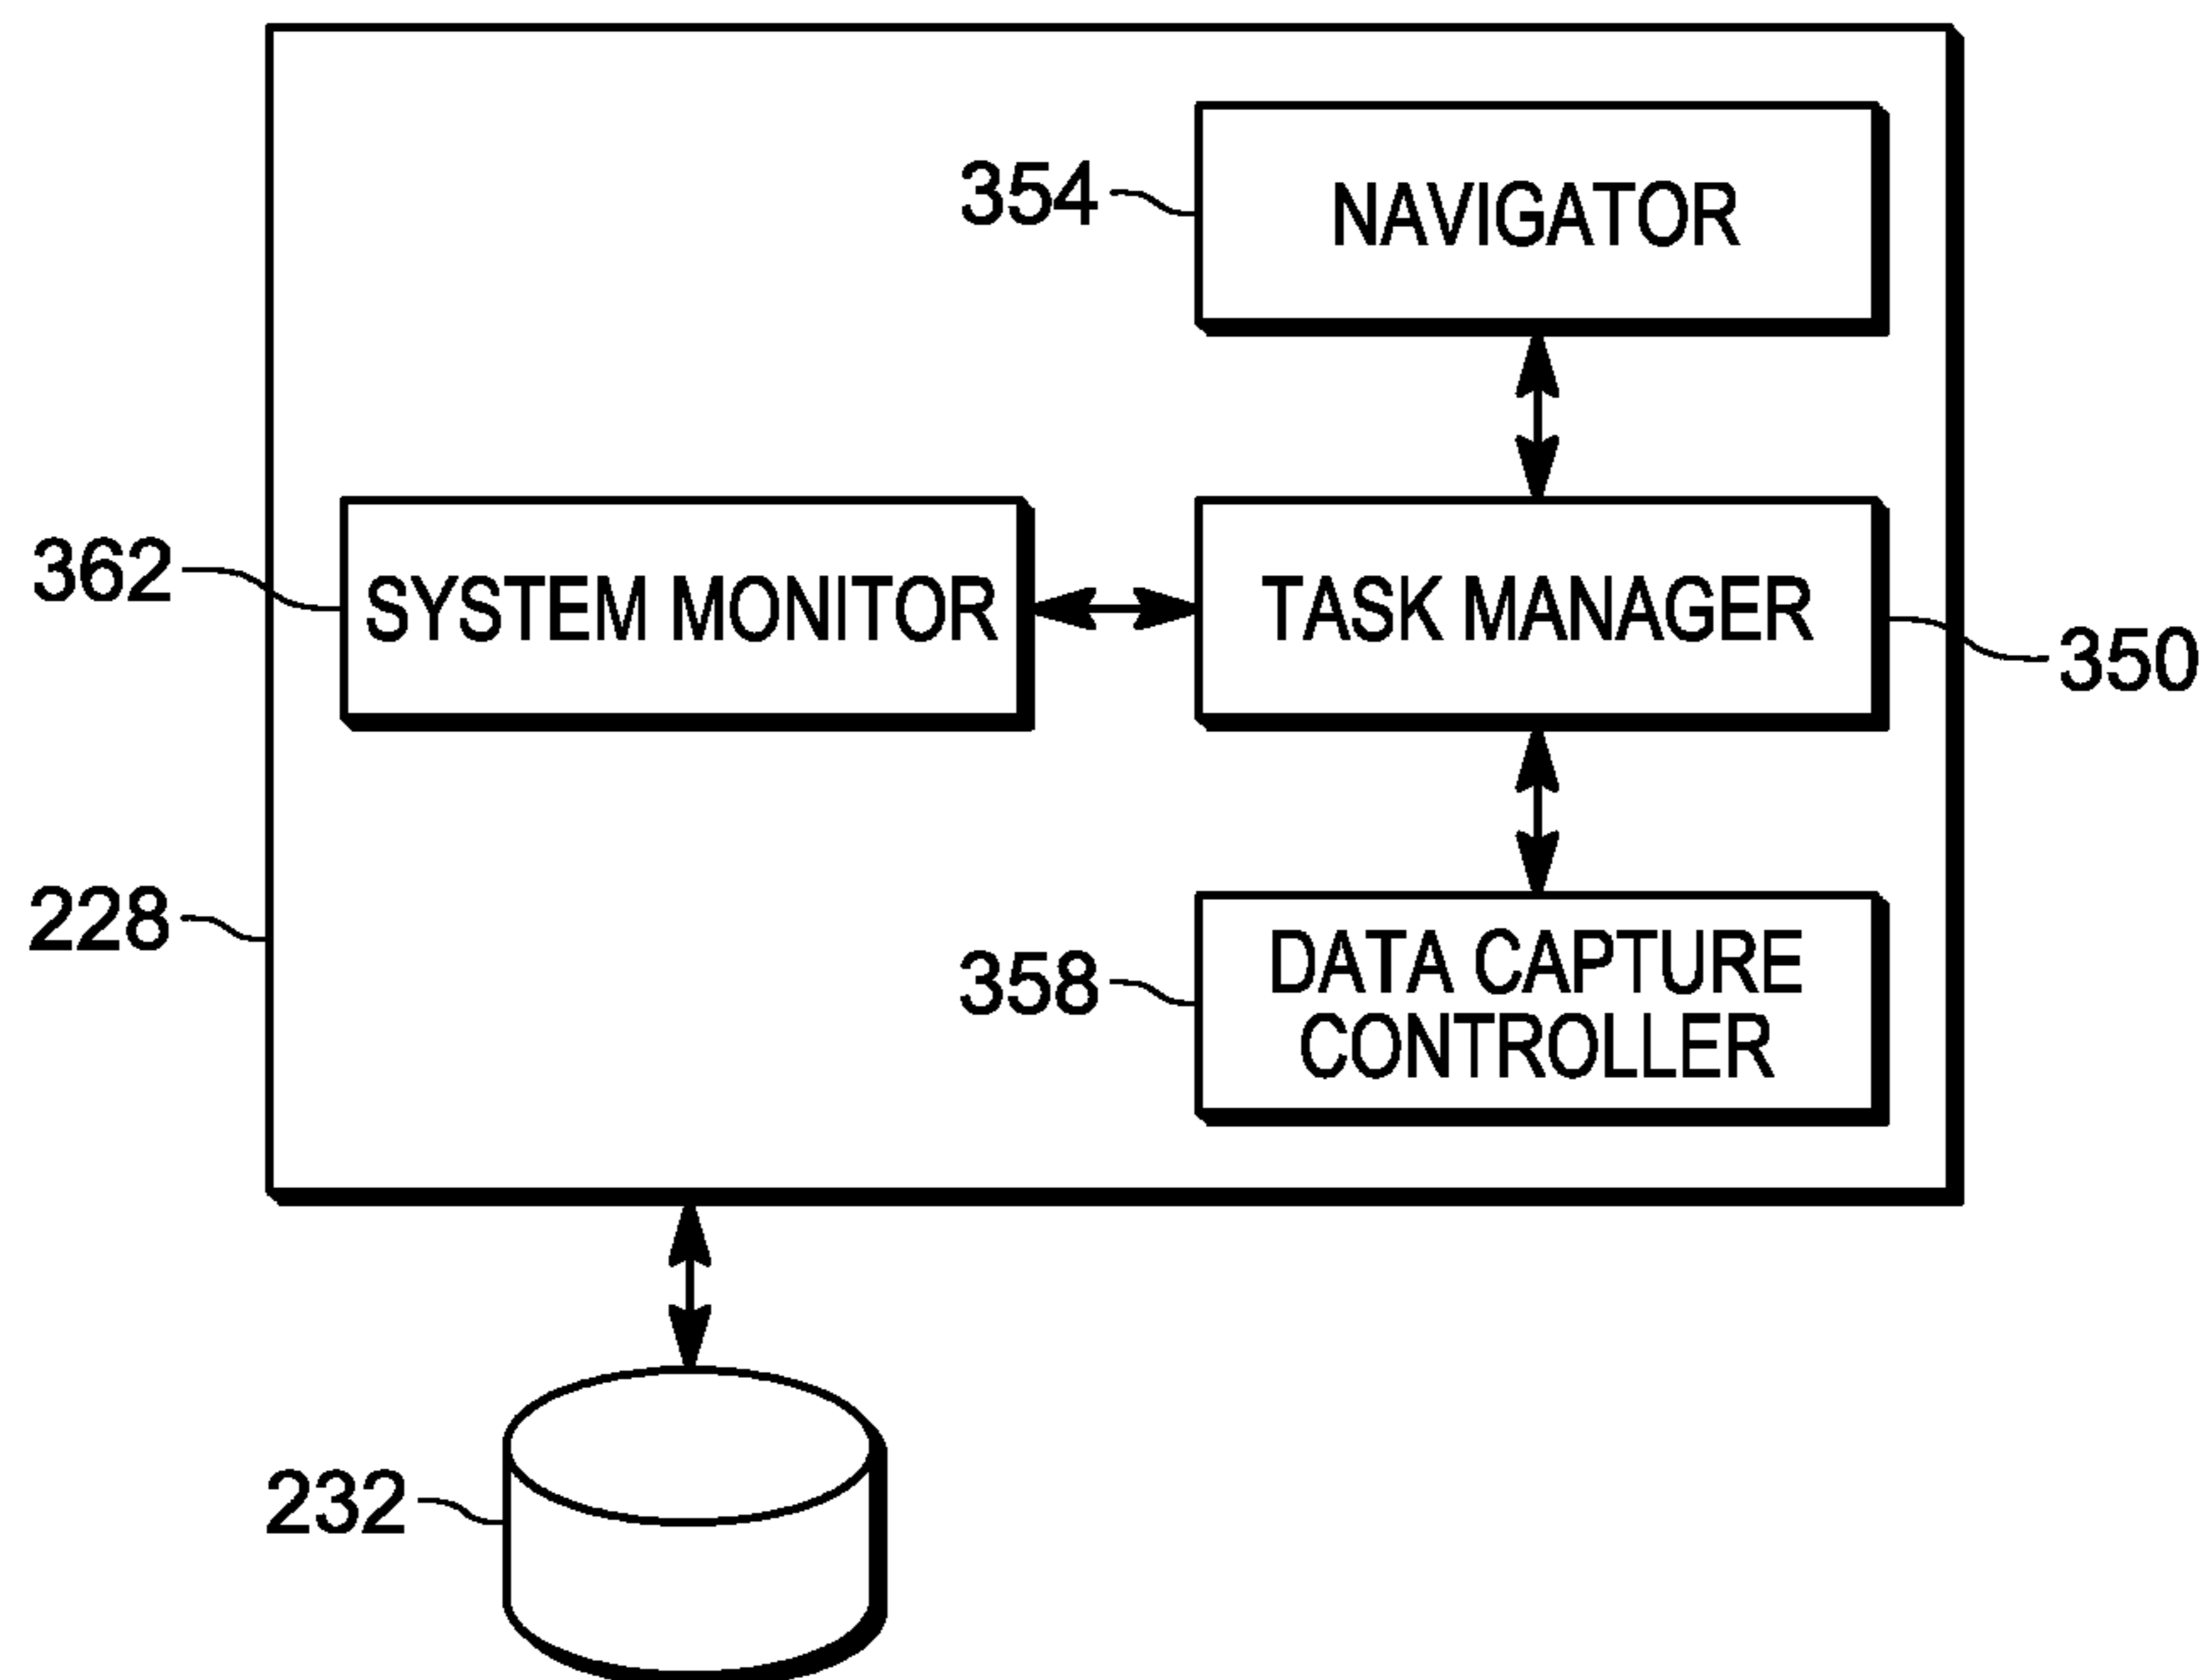 354
NAVIGATOR
362
SYSTEM MONITOR
TASK MANAGER
350
228
358
DATA CAPTURE
CONTROLLER
232